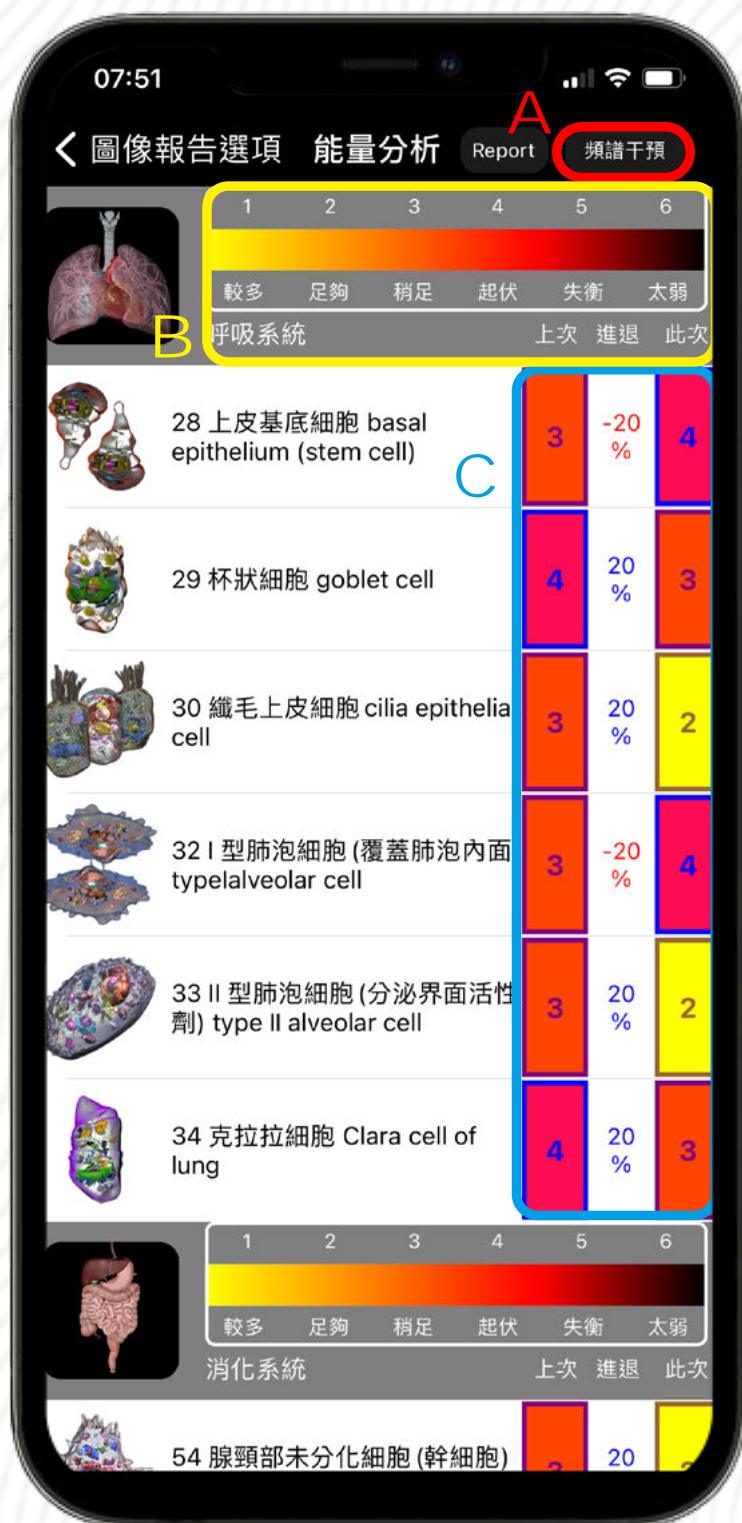 07:51
A
圖像報告選項 能量分析 Report 頻譜干預
1 2 3 4 5 6
較多 足夠 稍足 起伏 失衡 太弱
B
呼吸系統 上次 進退 此次
28 上皮基底細胞 basal
epithelium (stem cell)
3 -20
% 4
C
29 杯狀細胞 goblet cell
4 20
% 3
30 纖毛上皮細胞 cilia epithelia
cell
3 20
% 2
32 I 型肺泡細胞 (覆蓋肺泡內面
typelalveolar cell
3 -20
% 4
33 II 型肺泡細胞 (分泌界面活性
劑) type II alveolar cell
3 20
% 2
34 克拉拉細胞 Clara cell of
lung
4 20
% 3
1 2 3 4 5 6
較多 足夠 稍足 起伏 失衡 太弱
消化系統 上次 進退 此次
54 腺頸部未分化細胞 (幹細胞)
20